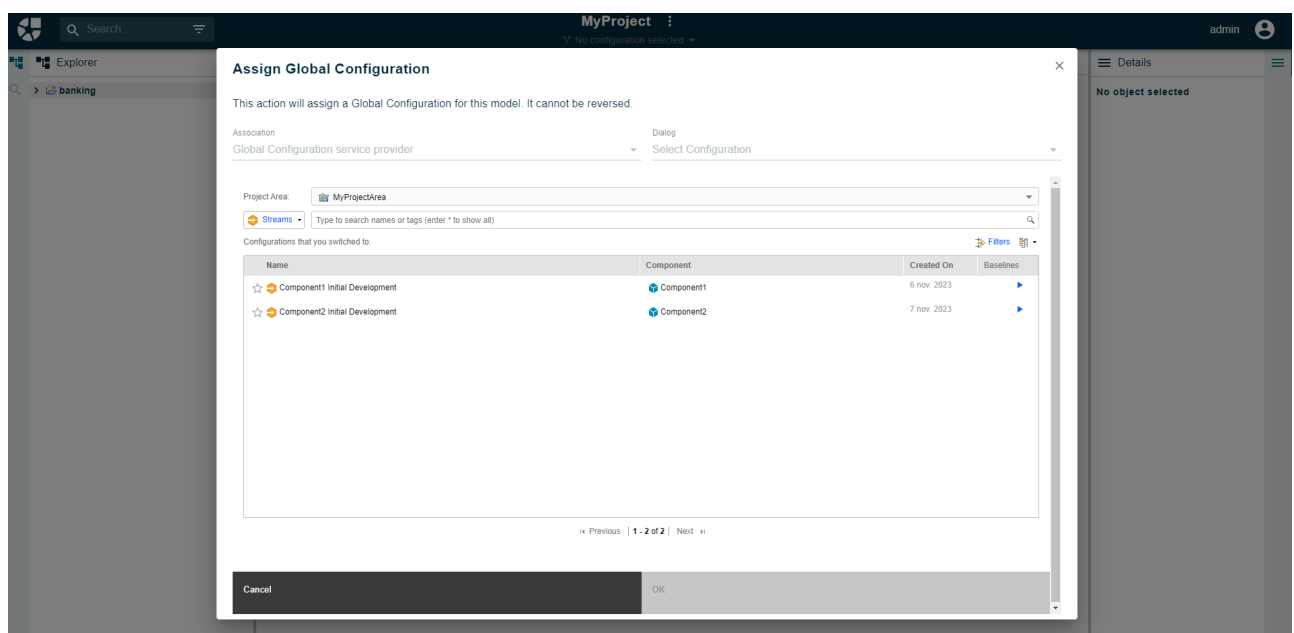 MyProject
Search...
No configuration selected
admin
Explorer
banking
Assign Global Configuration
This action will assign a Global Configuration for this model. It cannot be reversed.
Association
Global Configuration service provider
Dialog
Select Configuration
Project Area:
MyProjectArea
Streams
Type to search names or tags (enter * to show all)
Configurations that you switched to:
Filters
Name Component Created On Baselines
Component1 Initial Development Component1 6 nov. 2023
Component2 Initial Development Component2 7 nov. 2023
Previous | 1 - 2 of 2 | Next
Cancel
OK
Details
No object selected